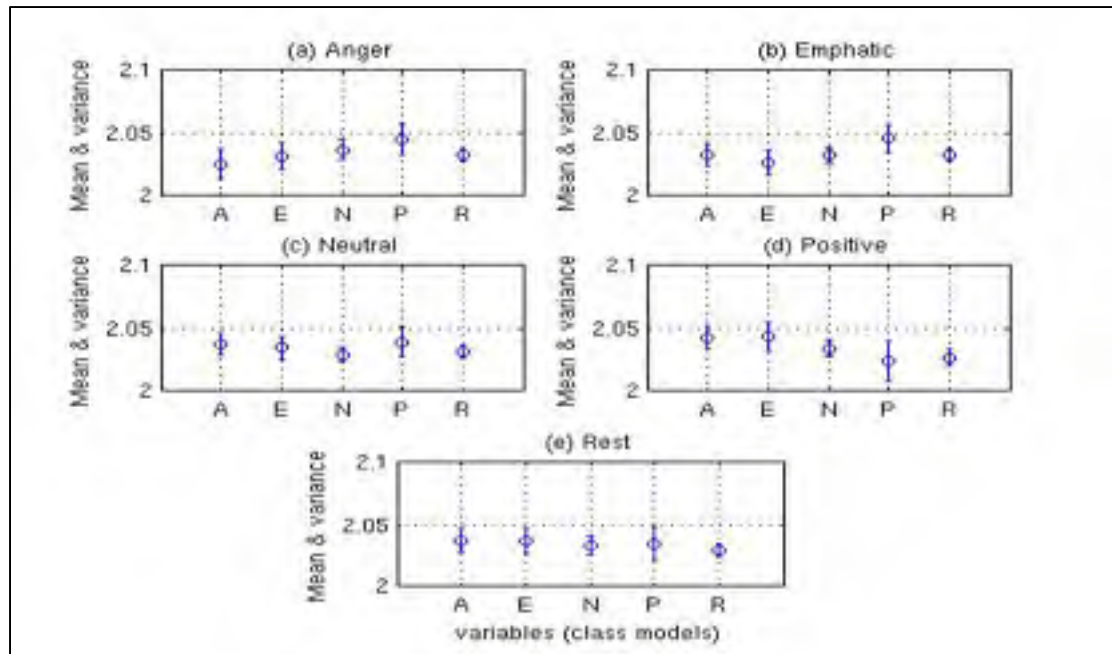 (a) Anger
Mean & variance
2.1
2.05
2
A E N P R
(b) Emphatic
Mean & variance
2.1
2.05
2
A E N P R
(c) Neutral
Mean & variance
2.1
2.05
2
A E N P R
(d) Positive
Mean & variance
2.1
2.05
2
A E N P R
(e) Rest
Mean & variance
2.1
2.05
2
A E N P R
variables (class models)